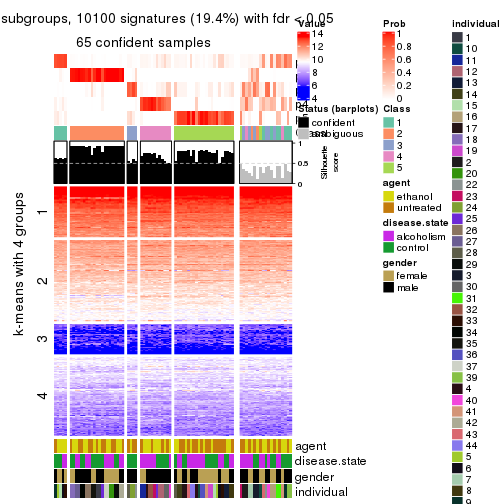 subgroups, 10100 signatures (19.4%) with fdr < 0.05
65 confident samples
1
0.5
0
Silhouette
score
k-means with 4 groups
1
2
3
4
agent
disease.state
gender
individual
Value
14
12
10
8
6
4
Status (barplots)
confident
ambiguous
Prob
1
0.8
0.6
0.4
0.2
0
Class
1
2
3
4
5
agent
ethanol
untreated
disease.state
alcoholism
control
gender
female
male
individual
1
10
11
12
13
14
15
16
17
18
19
2
20
22
23
24
25
26
27
28
29
3
30
31
32
33
34
35
36
37
39
4
40
41
42
43
44
5
6
7
8